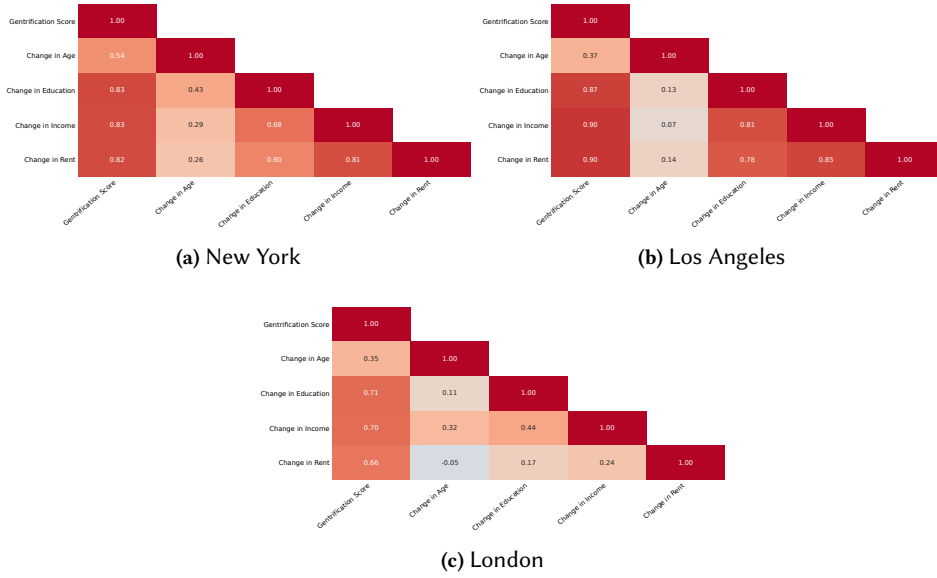 Gentrification Score 1.00
Change in Age 0.54 1.00
Change in Education 0.83 0.43 1.00
Change in Income 0.83 0.29 0.68 1.00
Change in Rent 0.82 0.26 0.60 0.81 1.00
Gentrification Score Change in Age Change in Education Change in Income Change in Rent
(a) New York
Gentrification Score 1.00
Change in Age 0.37 1.00
Change in Education 0.87 0.13 1.00
Change in Income 0.90 0.07 0.81 1.00
Change in Rent 0.90 0.14 0.78 0.85 1.00
Gentrification Score Change in Age Change in Education Change in Income Change in Rent
(b) Los Angeles
Gentrification Score 1.00
Change in Age 0.35 1.00
Change in Education 0.71 0.11 1.00
Change in Income 0.70 0.32 0.44 1.00
Change in Rent 0.66 -0.05 0.17 0.24 1.00
Gentrification Score Change in Age Change in Education Change in Income Change in Rent
(c) London